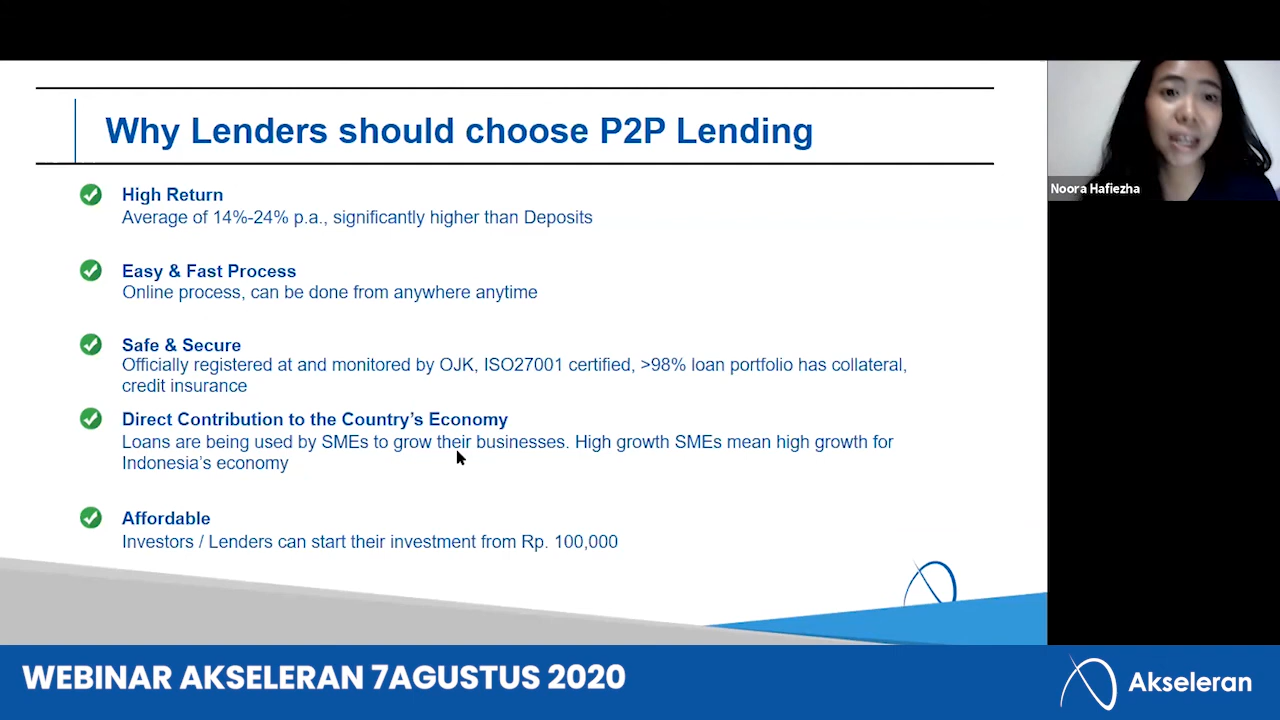 Why Lenders should choose P2P Lending
High Return
Average of 14%-24% p.a., significantly higher than Deposits
Easy & Fast Process
Online process, can be done from anywhere anytime
Safe & Secure
Officially registered at and monitored by OJK, ISO27001 certified, >98% loan portfolio has collateral,
credit insurance
Direct Contribution to the Country’s Economy
Loans are being used by SMEs to grow their businesses. High growth SMEs mean high growth for
Indonesia’s economy
Affordable
Investors / Lenders can start their investment from Rp. 100,000
Noora Hafiezha
WEBINAR AKSELERAN 7AGUSTUS 2020
Akseleran